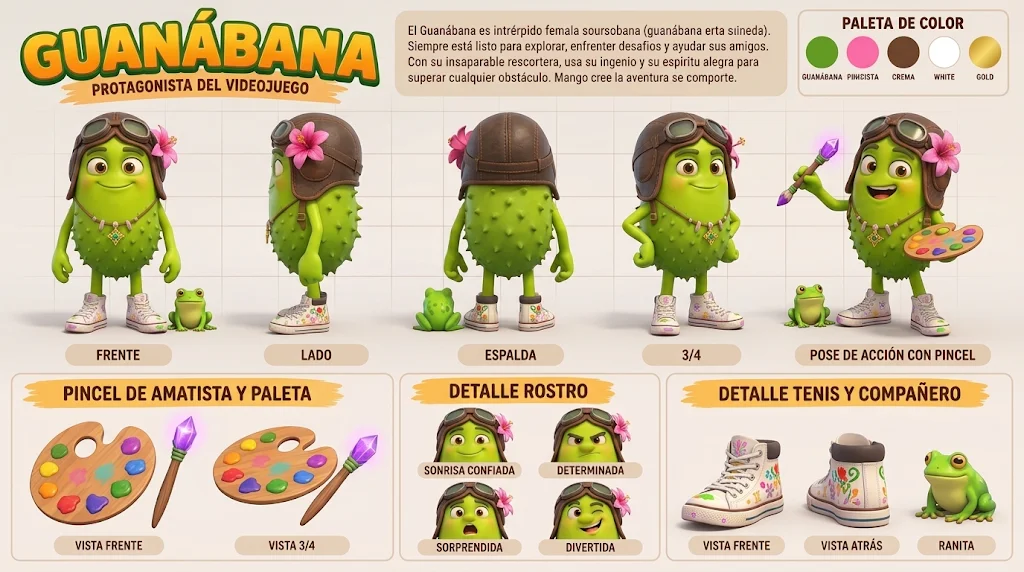 GUANÁBANA
PROTAGONISTA DEL VIDEOJUEGO
El Guanábana es intrérpido femala soursobana (guanábana erta siineda).
Siempre está listo para explorar, enfrenter desafios y ayudar sus amigos.
Con su insaparable rescortera, usa su ingenio y su espiritu alegra para
superar cualquier obstáculo. Mango cree la aventura se comporte.
PALETA DE COLOR
GUANÁBANA
PINCISTA
CREMA
WHITE
GOLD
FRENTE
LADO
ESPALDA
3/4
POSE DE ACCIÓN CON PINCEL
PINCEL DE AMATISTA Y PALETA
VISTA FRENTE
VISTA 3/4
DETALLE ROSTRO
SONRISA CONFIADA
DETERMINADA
SORPRENDIDA
DIVERTIDA
DETALLE TENIS Y COMPAÑERO
VISTA FRENTE
VISTA ATRÁS
RANITA